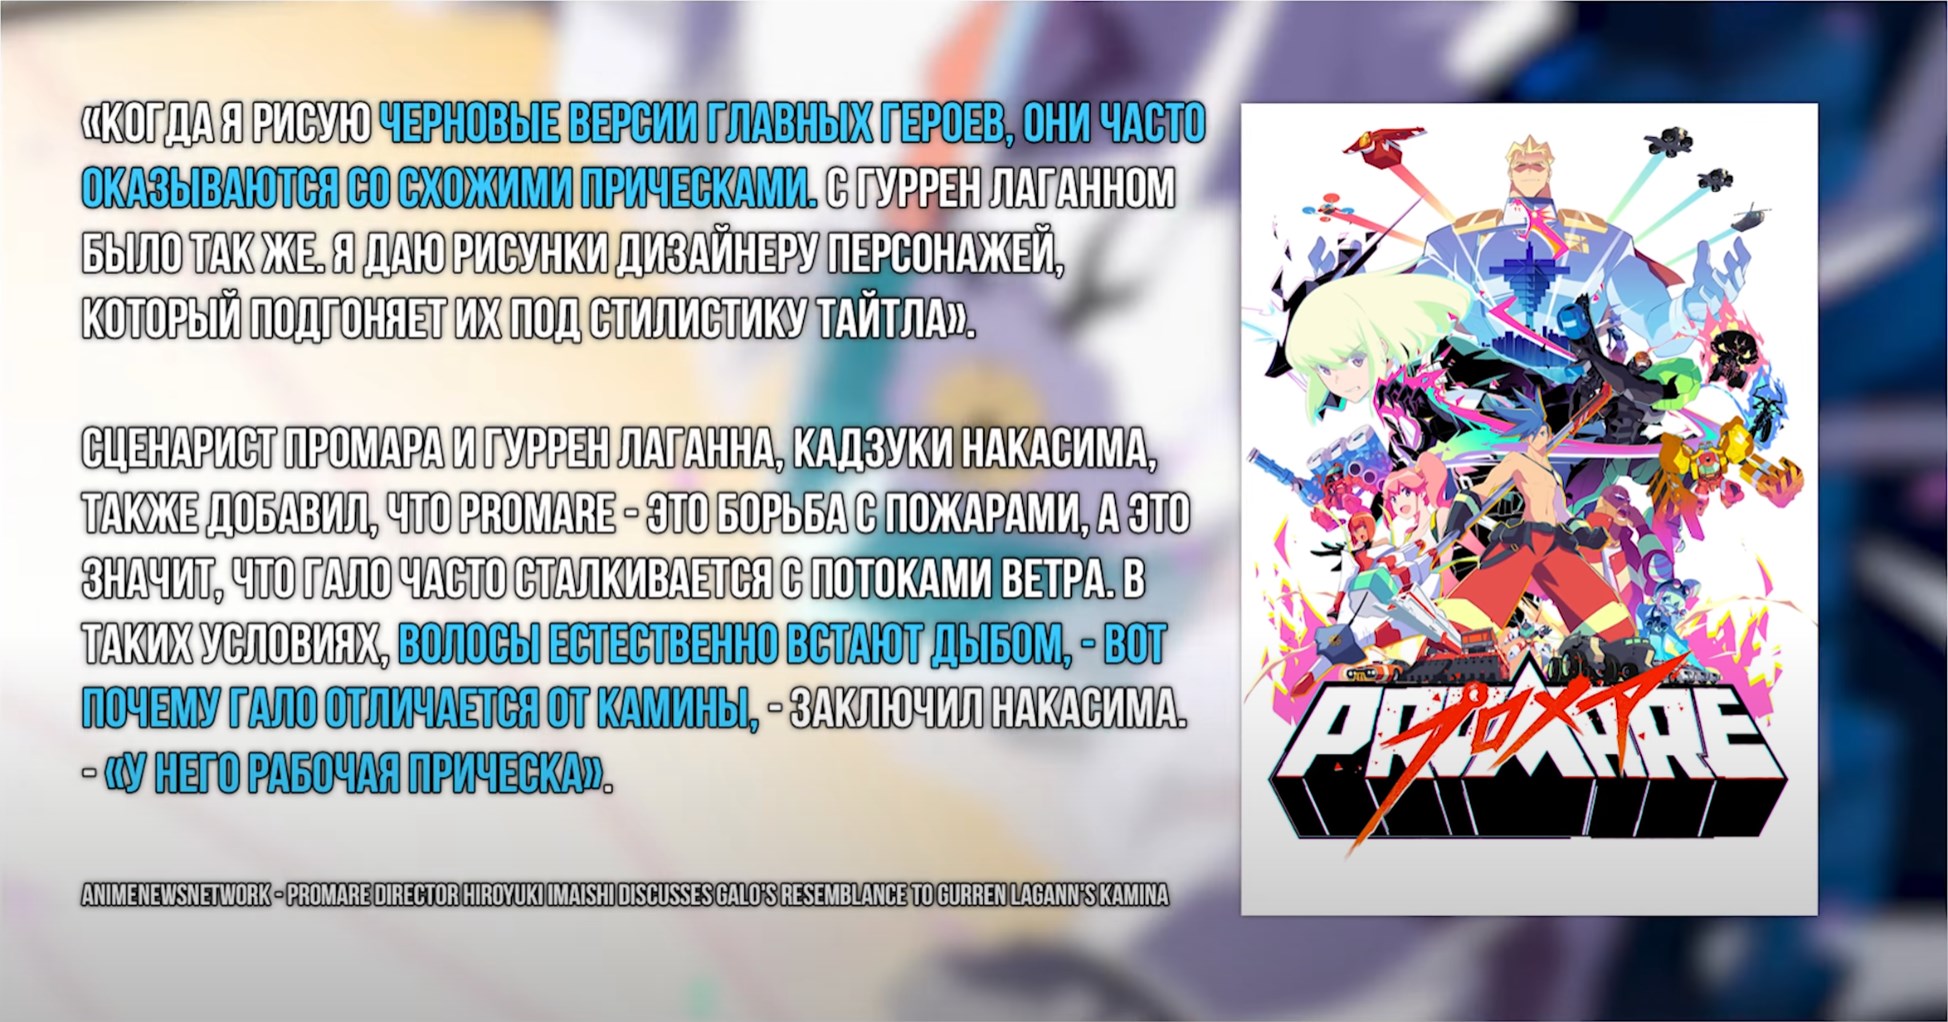 «КОГДА Я РИСУЮ ЧЕРНОВЫЕ ВЕРСИИ ГЛАВНЫХ ГЕРОЕВ, ОНИ ЧАСТО
ОКАЗЫВАЮТСЯ СО СХОЖИМИ ПРИЧЕСКАМИ. С ГУРРЕН ЛАГАННОМ
БЫЛО ТАК ЖЕ. Я ДАЮ РИСУНКИ ДИЗАЙНЕРУ ПЕРСОНАЖЕЙ,
КОТОРЫЙ ПОДГОНЯЕТ ИХ ПОД СТИЛИСТИКУ ТАЙТЛА».
СЦЕНАРИСТ ПРОМАРА И ГУРРЕН ЛАГАННА, КАДЗУКИ НАКАСИМА,
ТАКЖЕ ДОБАВИЛ, ЧТО PROMARE - ЭТО БОРЬБА С ПОЖАРАМИ, А ЭТО
ЗНАЧИТ, ЧТО ГАЛО ЧАСТО СТАЛКИВАЕТСЯ С ПОТОКАМИ ВЕТРА. В
ТАКИХ УСЛОВИЯХ, ВОЛОСЫ ЕСТЕСТВЕННО ВСТАЮТ ДЫБОМ, - ВОТ
ПОЧЕМУ ГАЛО ОТЛИЧАЕТСЯ ОТ КАМИНЫ, - ЗАКЛЮЧИЛ НАКАСИМА.
- «У НЕГО РАБОЧАЯ ПРИЧЕСКА».
ANIMENEWSNETWORK - PROMARE DIRECTOR HIROYUKI IMAISHI DISCUSSES GALO'S RESEMBLANCE TO GURREN LAGANN'S KAMINA
PROMARE
プロメア